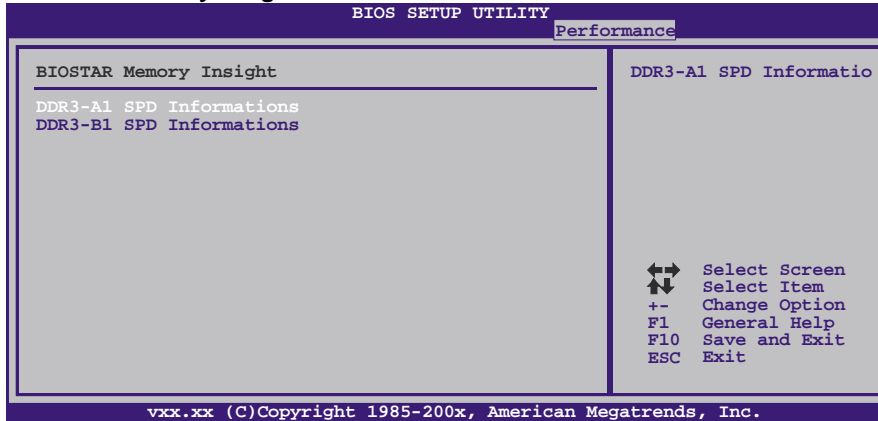 BIOS SETUP UTILITY
Performance
BIOSTAR Memory Insight
DDR3-A1 SPD Informations
DDR3-B1 SPD Informations
DDR3-A1 SPD Informatio
Select Screen
Select Item
+- Change Option
F1 General Help
F10 Save and Exit
ESC Exit
vxx.xx (C)Copyright 1985-200x, American Megatrends, Inc.